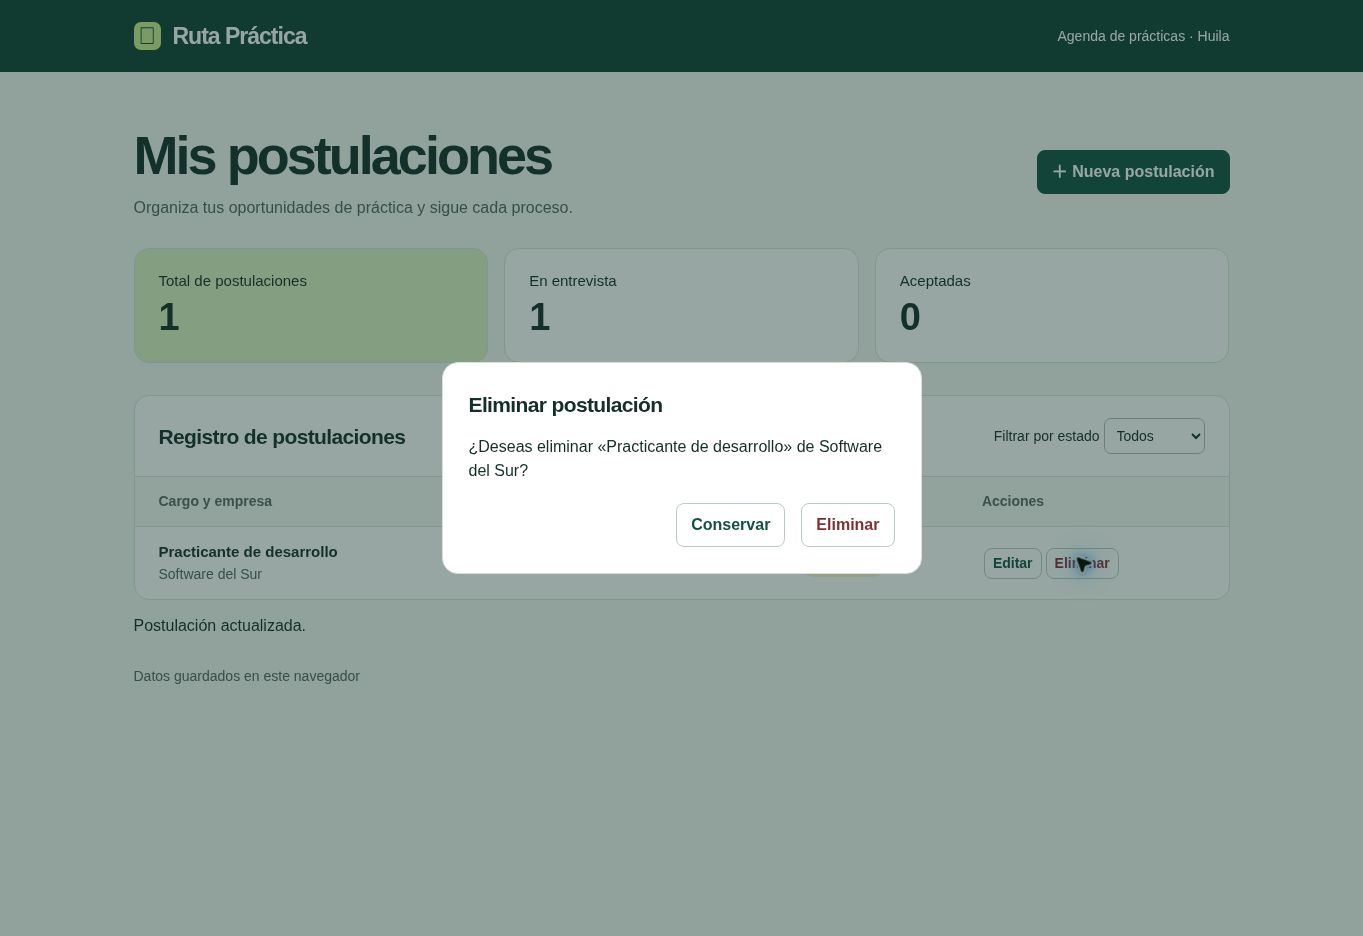 Ruta Práctica
Agenda de prácticas · Huila
Mis postulaciones
+ Nueva postulación
Organiza tus oportunidades de práctica y sigue cada proceso.
Total de postulaciones
1
En entrevista
1
Aceptadas
0
Registro de postulaciones
Filtrar por estado Todos
Cargo y empresa
Acciones
Practicante de desarrollo
Software del Sur
Editar
Eliminar
Eliminar postulación
¿Deseas eliminar «Practicante de desarrollo» de Software
del Sur?
Conservar
Eliminar
Postulación actualizada.
Datos guardados en este navegador